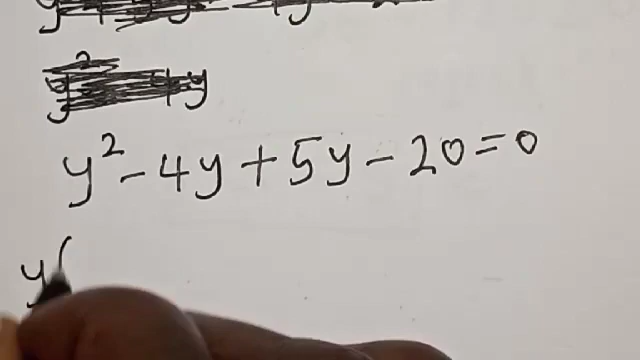 y² - 4y + 5y - 20 = 0
y(